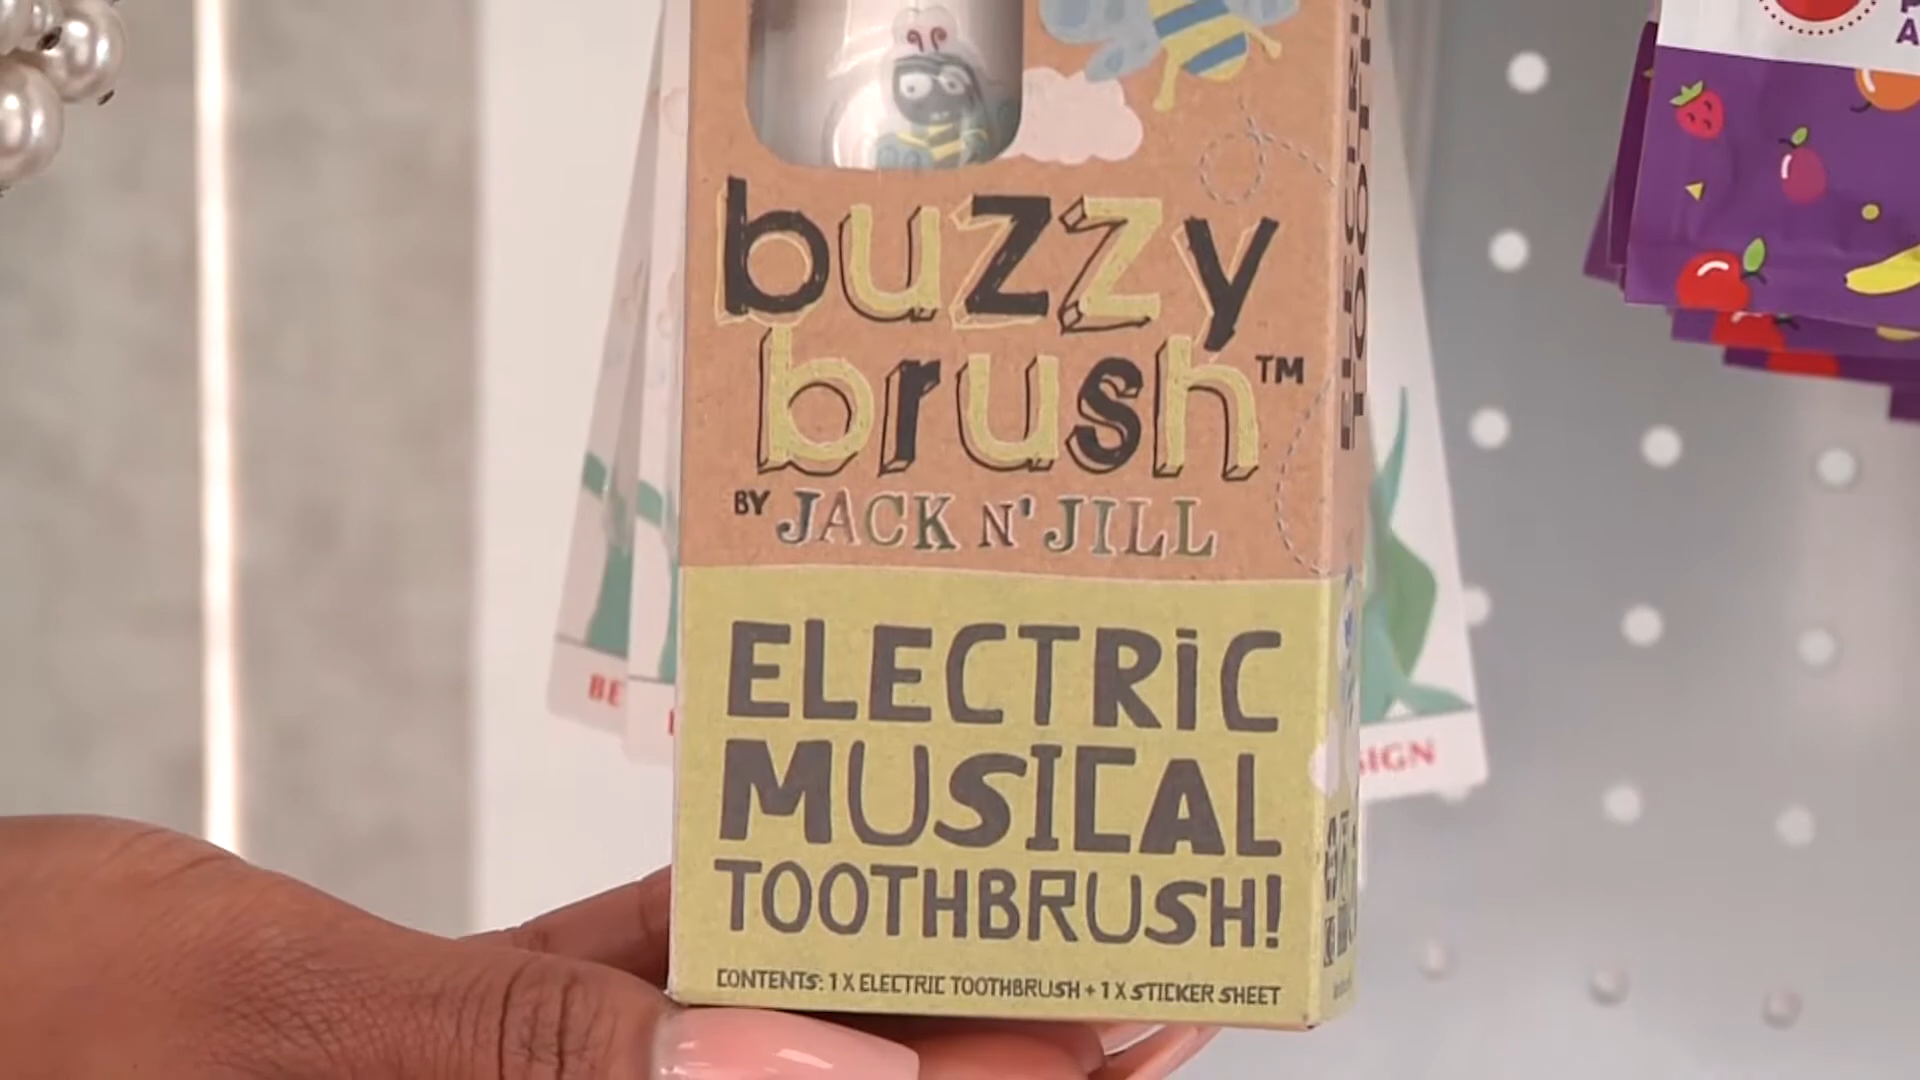 buzzy
brush™
BY JACK N' JILL
ELECTRIC
MUSICAL
TOOTHBRUSH!
CONTENTS: 1 X ELECTRIC TOOTHBRUSH + 1 X STICKER SHEET